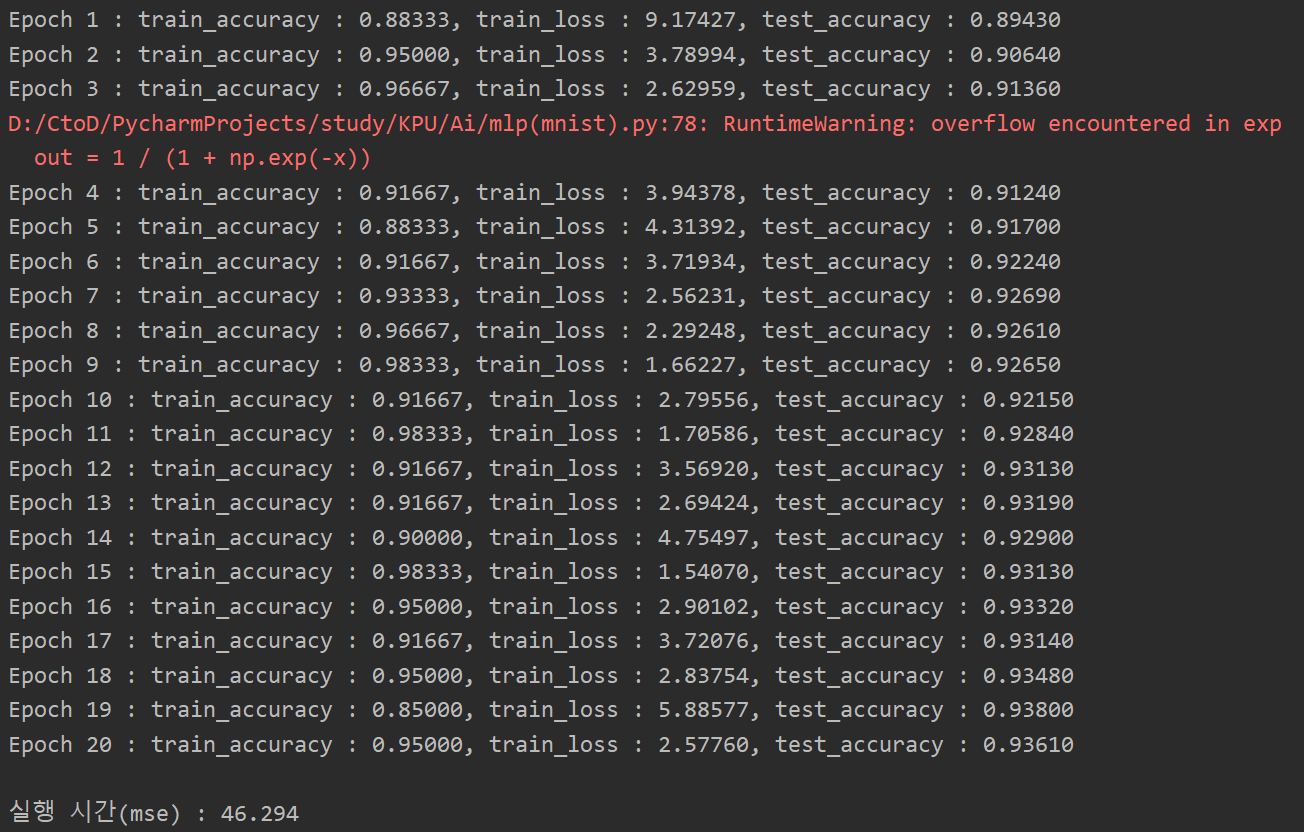 Epoch 1 : train_accuracy : 0.88333, train_loss : 9.17427, test_accuracy : 0.89430
Epoch 2 : train_accuracy : 0.95000, train_loss : 3.78994, test_accuracy : 0.90640
Epoch 3 : train_accuracy : 0.96667, train_loss : 2.62959, test_accuracy : 0.91360
D:/CtoD/PycharmProjects/study/KPU/Ai/mlp(mnist).py:78: RuntimeWarning: overflow encountered in exp
  out = 1 / (1 + np.exp(-x))
Epoch 4 : train_accuracy : 0.91667, train_loss : 3.94378, test_accuracy : 0.91240
Epoch 5 : train_accuracy : 0.88333, train_loss : 4.31392, test_accuracy : 0.91700
Epoch 6 : train_accuracy : 0.91667, train_loss : 3.71934, test_accuracy : 0.92240
Epoch 7 : train_accuracy : 0.93333, train_loss : 2.56231, test_accuracy : 0.92690
Epoch 8 : train_accuracy : 0.96667, train_loss : 2.29248, test_accuracy : 0.92610
Epoch 9 : train_accuracy : 0.98333, train_loss : 1.66227, test_accuracy : 0.92650
Epoch 10 : train_accuracy : 0.91667, train_loss : 2.79556, test_accuracy : 0.92150
Epoch 11 : train_accuracy : 0.98333, train_loss : 1.70586, test_accuracy : 0.92840
Epoch 12 : train_accuracy : 0.91667, train_loss : 3.56920, test_accuracy : 0.93130
Epoch 13 : train_accuracy : 0.91667, train_loss : 2.69424, test_accuracy : 0.93190
Epoch 14 : train_accuracy : 0.90000, train_loss : 4.75497, test_accuracy : 0.92900
Epoch 15 : train_accuracy : 0.98333, train_loss : 1.54070, test_accuracy : 0.93130
Epoch 16 : train_accuracy : 0.95000, train_loss : 2.90102, test_accuracy : 0.93320
Epoch 17 : train_accuracy : 0.91667, train_loss : 3.72076, test_accuracy : 0.93140
Epoch 18 : train_accuracy : 0.95000, train_loss : 2.83754, test_accuracy : 0.93480
Epoch 19 : train_accuracy : 0.85000, train_loss : 5.88577, test_accuracy : 0.93800
Epoch 20 : train_accuracy : 0.95000, train_loss : 2.57760, test_accuracy : 0.93610
실행 시간(mse) : 46.294